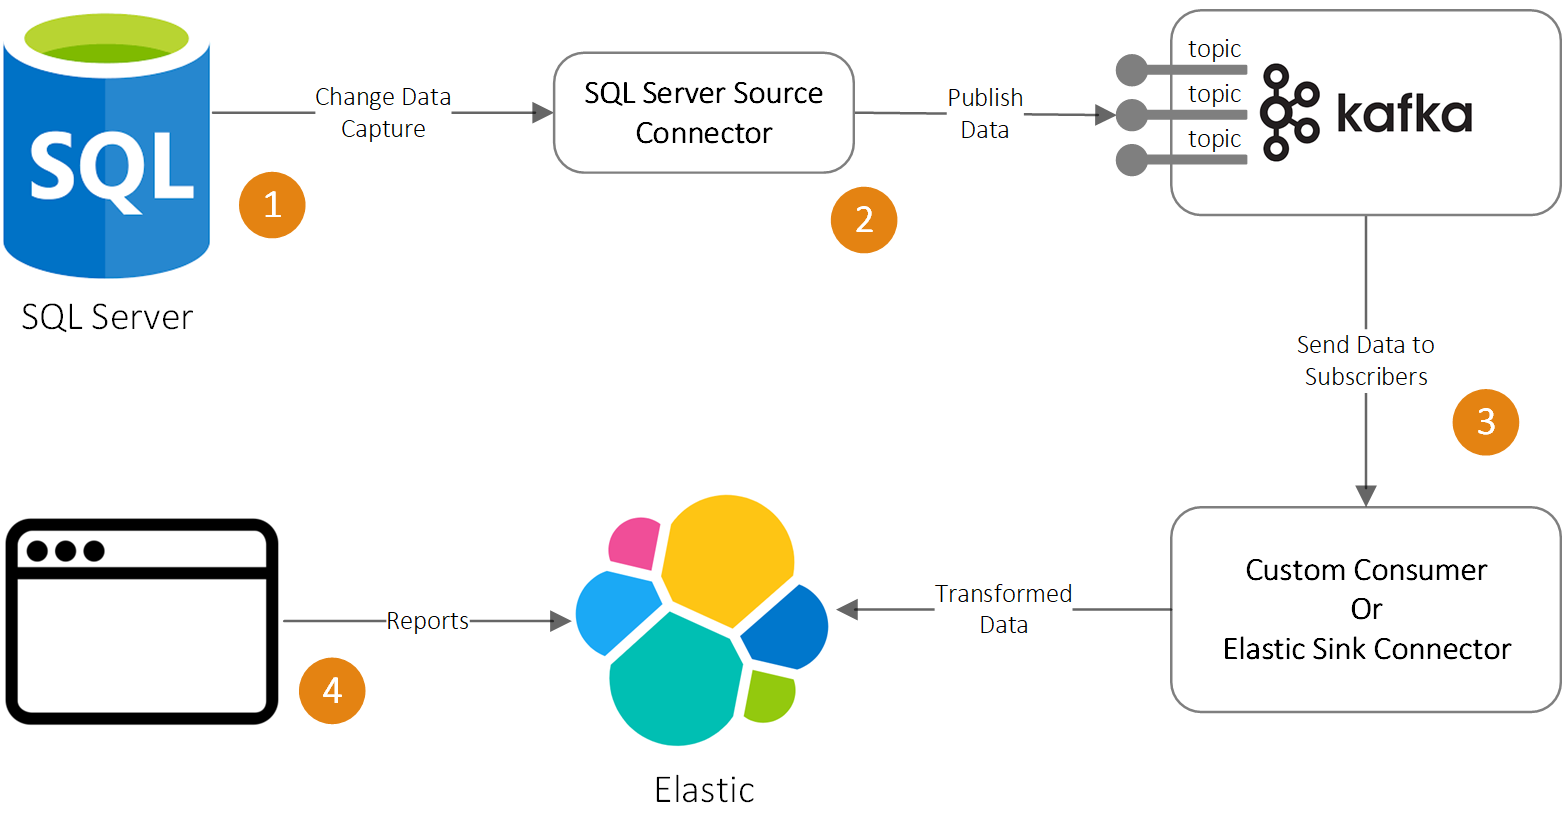 SQL
SQL Server
1
Change Data
Capture
SQL Server Source
Connector
2
Publish
Data
topic
topic
topic
kafka
Send Data to
Subscribers
3
Custom Consumer
Or
Elastic Sink Connector
Transformed
Data
Elastic
Reports
4